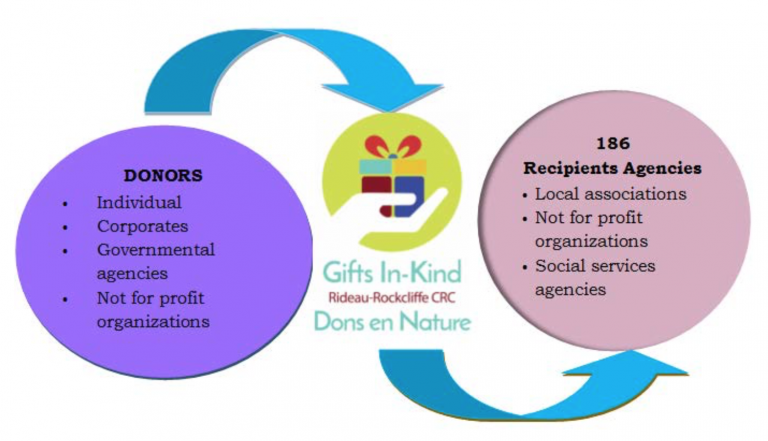 DONORS
• Individual
• Corporates
• Governmental
agencies
• Not for profit
organizations
Gifts In-Kind
Rideau-Rockcliffe CRC
Dons en Nature
186
Recipients Agencies
• Local associations
• Not for profit
organizations
• Social services
agencies